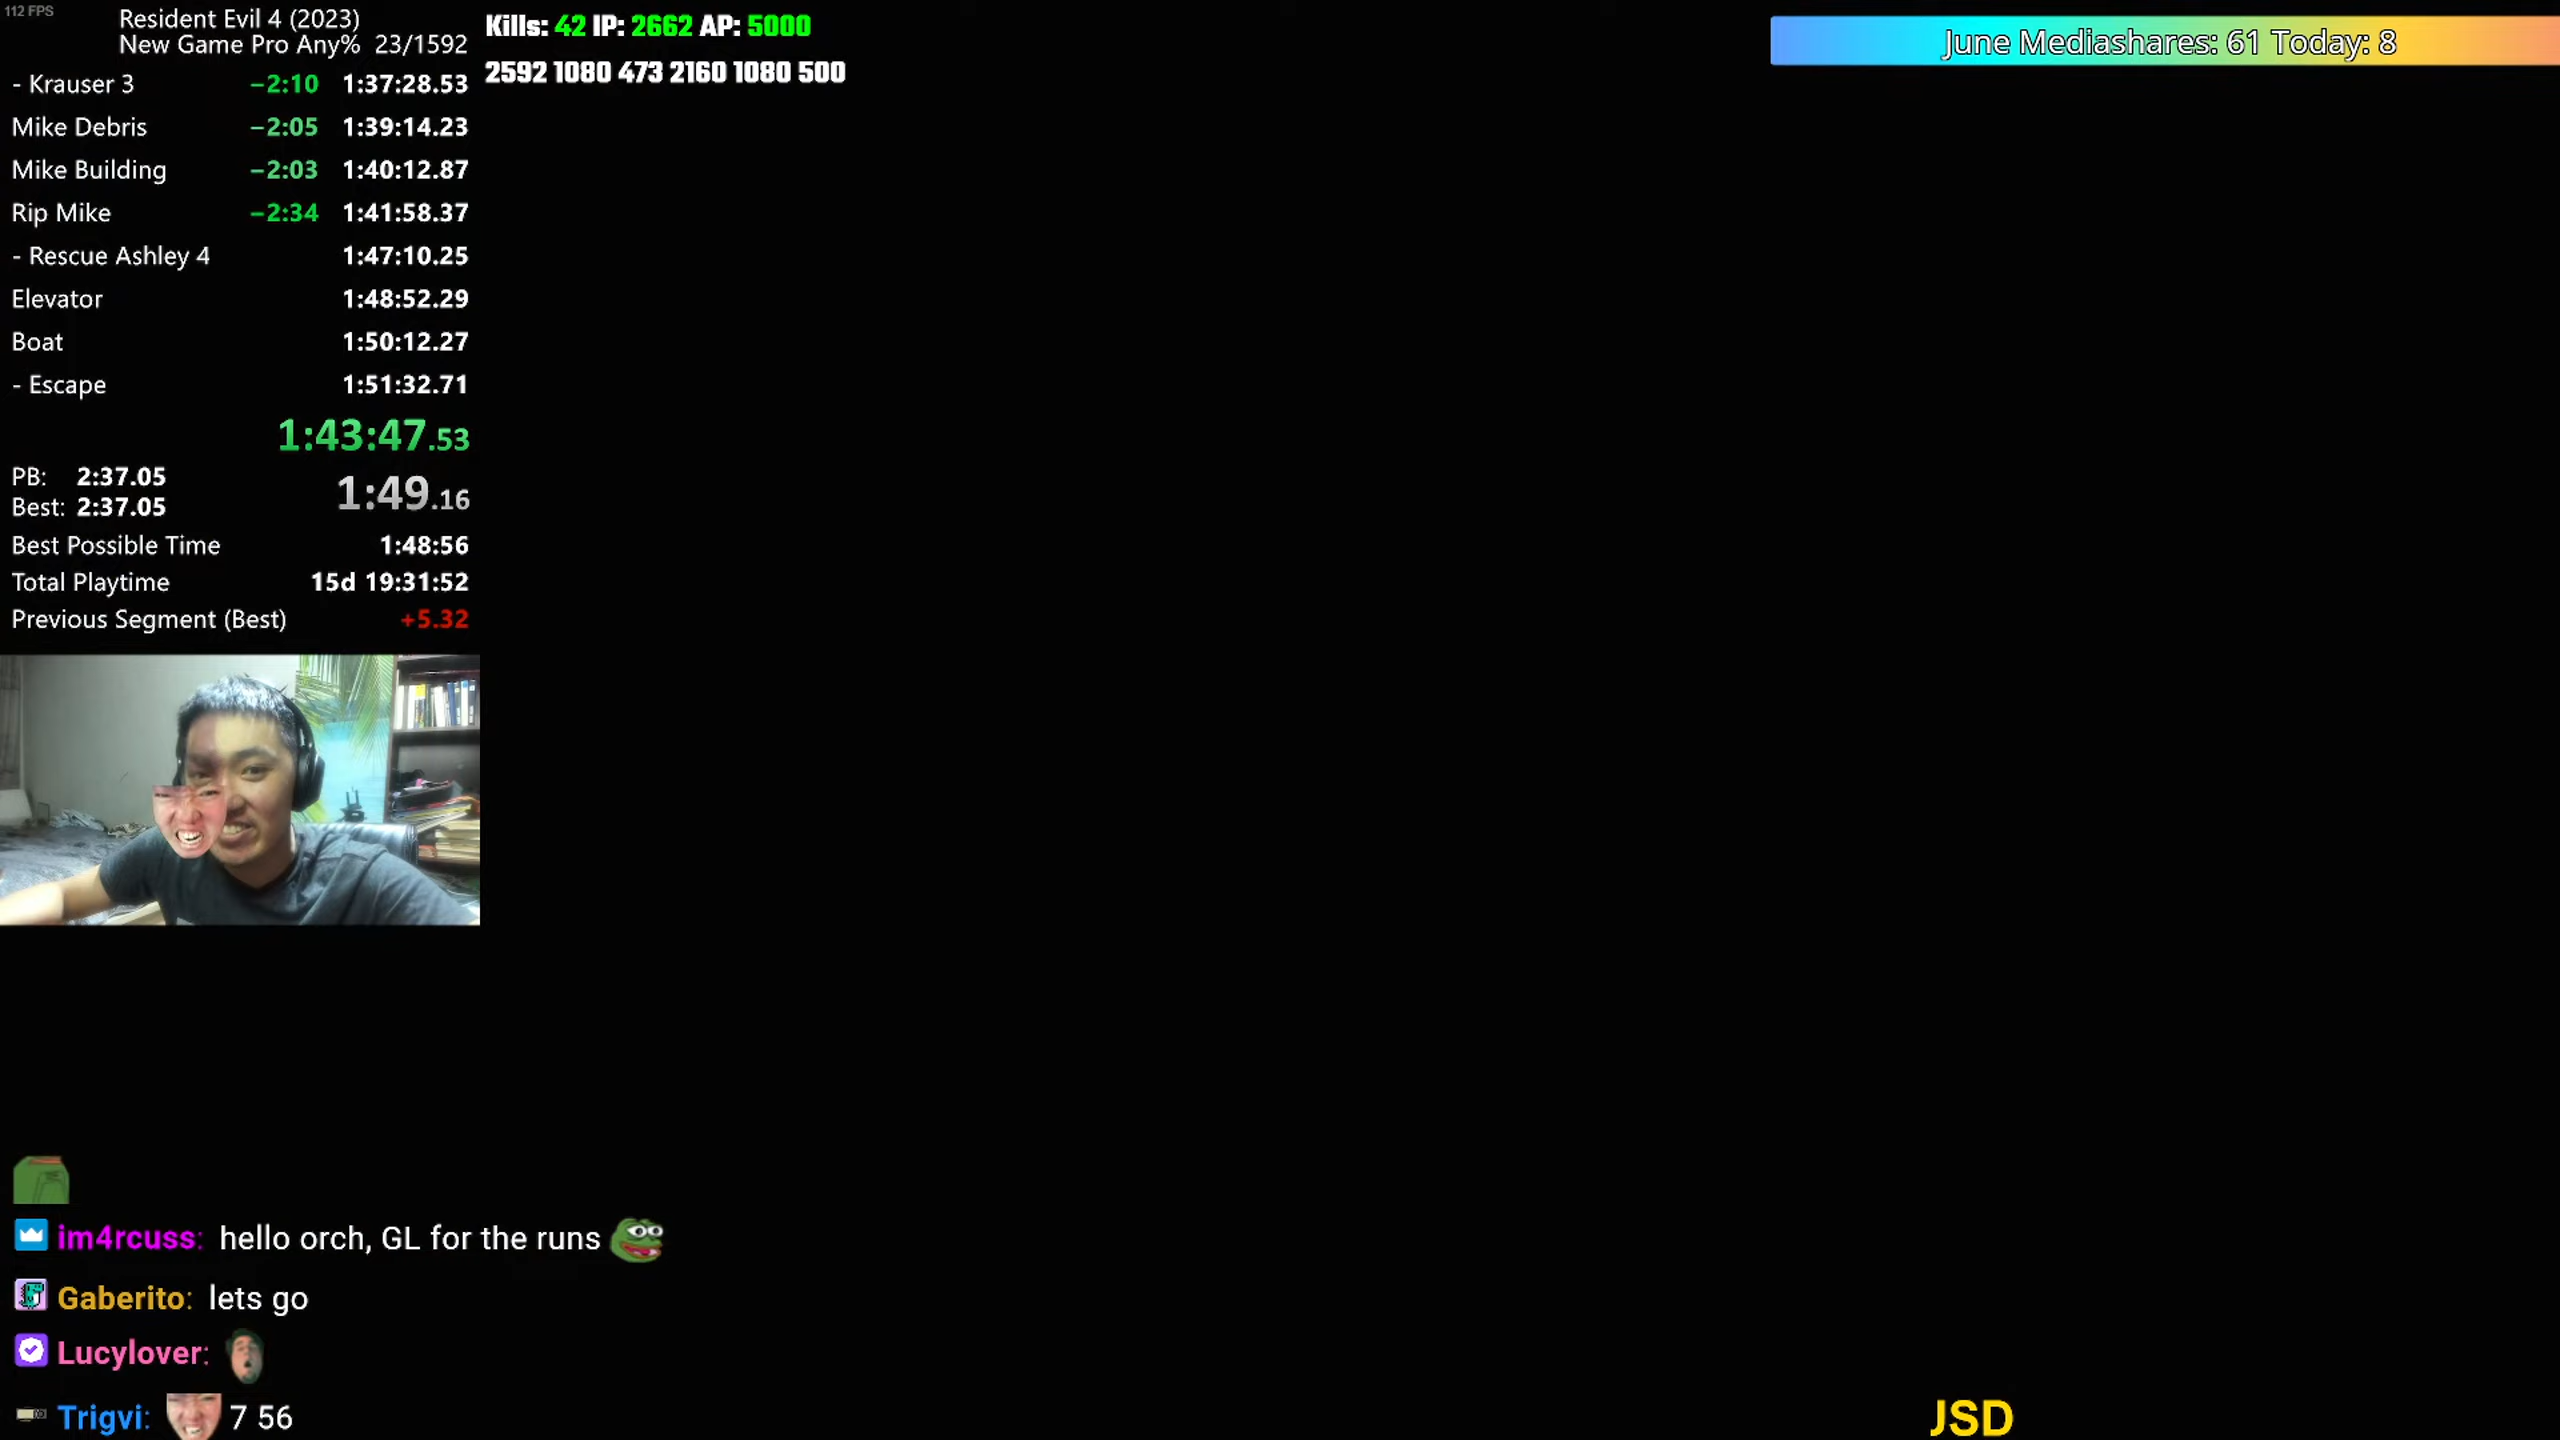 112 FPS
Resident Evil 4 (2023)
New Game Pro Any% 23/1592
- Krauser 3 −2:10 1:37:28.53
Mike Debris −2:05 1:39:14.23
Mike Building −2:03 1:40:12.87
Rip Mike −2:34 1:41:58.37
- Rescue Ashley 4 1:47:10.25
Elevator 1:48:52.29
Boat 1:50:12.27
- Escape 1:51:32.71
1:43:47.53
PB: 2:37.05
Best: 2:37.05
1:49.16
Best Possible Time 1:48:56
Total Playtime 15d 19:31:52
Previous Segment (Best) +5.32
Kills: 42 IP: 2662 AP: 5000
2592 1080 473 2160 1080 500
June Mediashares: 61 Today: 8
im4rcuss: hello orch, GL for the runs
Gaberito: lets go
Lucylover:
Trigvi: 7 56
JSD